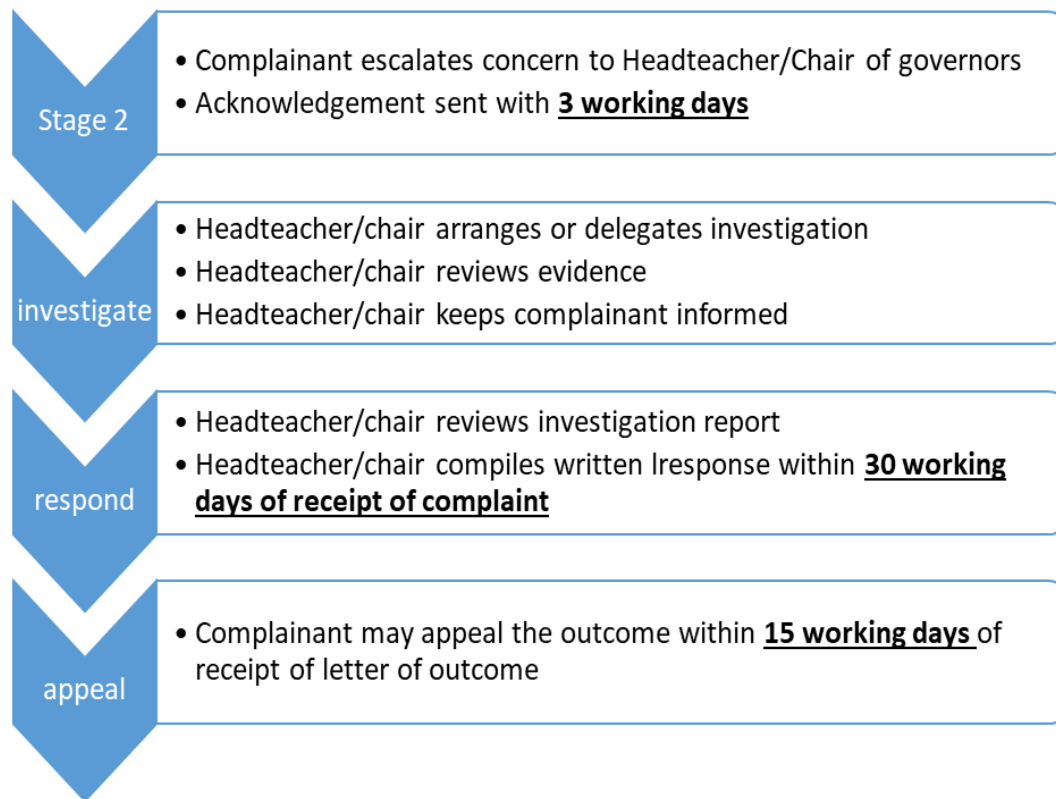 Stage 2
• Complainant escalates concern to Headteacher/Chair of governors
• Acknowledgement sent with 3 working days
investigate
• Headteacher/chair arranges or delegates investigation
• Headteacher/chair reviews evidence
• Headteacher/chair keeps complainant informed
respond
• Headteacher/chair reviews investigation report
• Headteacher/chair compiles written lresponse within 30 working
days of receipt of complaint
appeal
• Complainant may appeal the outcome within 15 working days of
receipt of letter of outcome